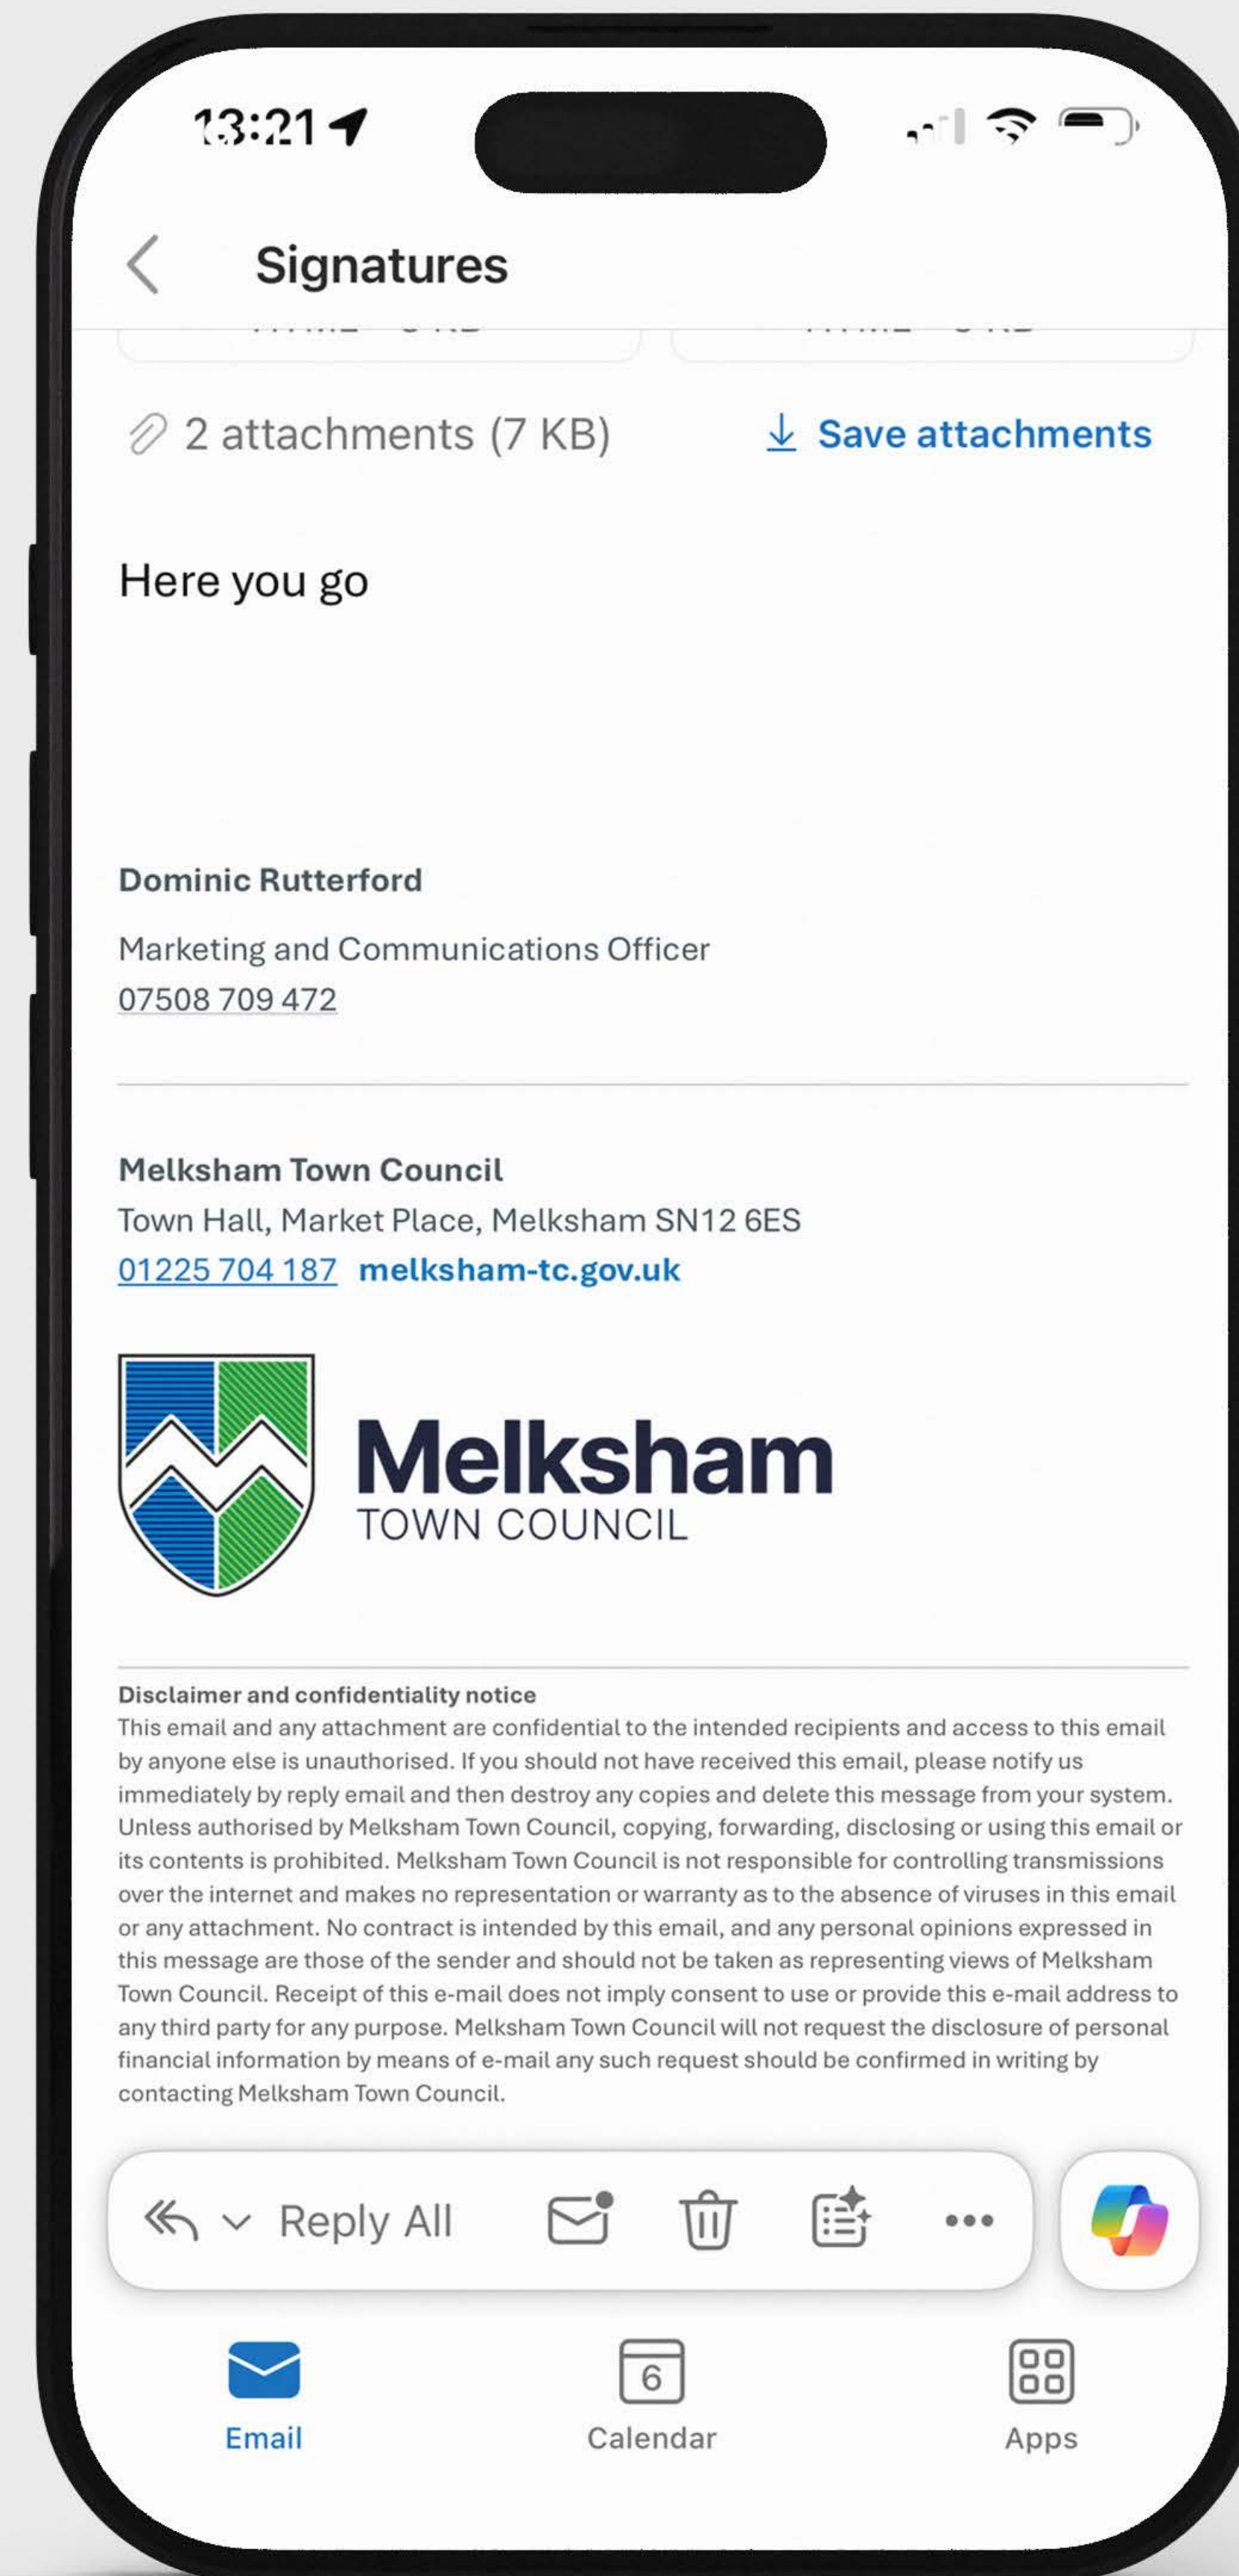 13:21
Signatures
2 attachments (7 KB)
Save attachments
Here you go
Dominic Rutterford
Marketing and Communications Officer
07508 709 472
Melksham Town Council
Town Hall, Market Place, Melksham SN12 6ES
01225 704 187 melksham-tc.gov.uk
Melksham
TOWN COUNCIL
Disclaimer and confidentiality notice
This email and any attachment are confidential to the intended recipients and access to this email
by anyone else is unauthorised. If you should not have received this email, please notify us
immediately by reply email and then destroy any copies and delete this message from your system.
Unless authorised by Melksham Town Council, copying, forwarding, disclosing or using this email or
its contents is prohibited. Melksham Town Council is not responsible for controlling transmissions
over the internet and makes no representation or warranty as to the absence of viruses in this email
or any attachment. No contract is intended by this email, and any personal opinions expressed in
this message are those of the sender and should not be taken as representing views of Melksham
Town Council. Receipt of this e-mail does not imply consent to use or provide this e-mail address to
any third party for any purpose. Melksham Town Council will not request the disclosure of personal
financial information by means of e-mail any such request should be confirmed in writing by
contacting Melksham Town Council.
Reply All
6
Email
Calendar
Apps